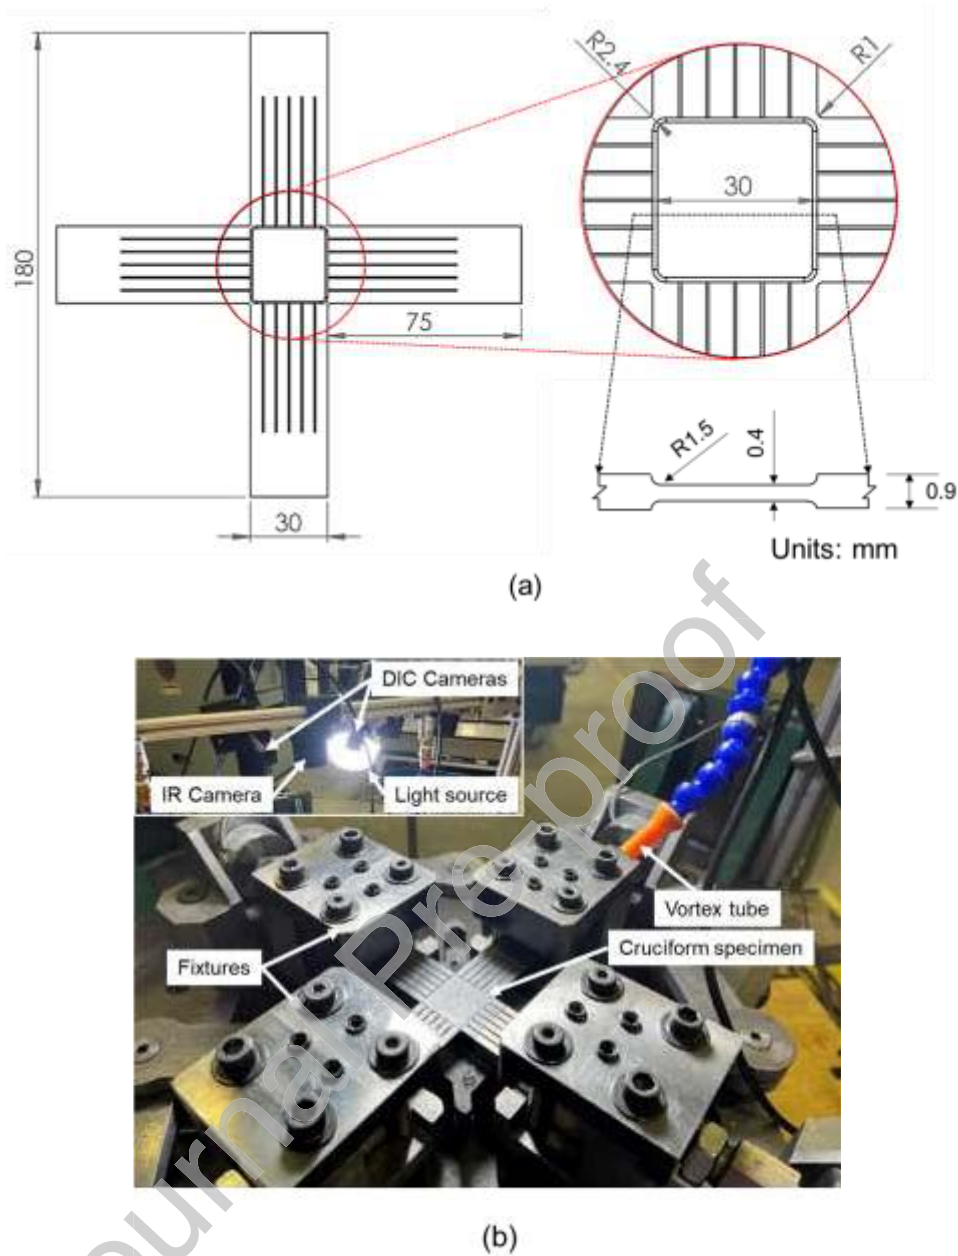 R2.4
R1
30
180
75
R1.5
0.4
0.9
30
Units: mm
(a)
DIC Cameras
IR Camera
Light source
Vortex tube
Cruciform specimen
Fixtures
(b)
Journal Pre-proof